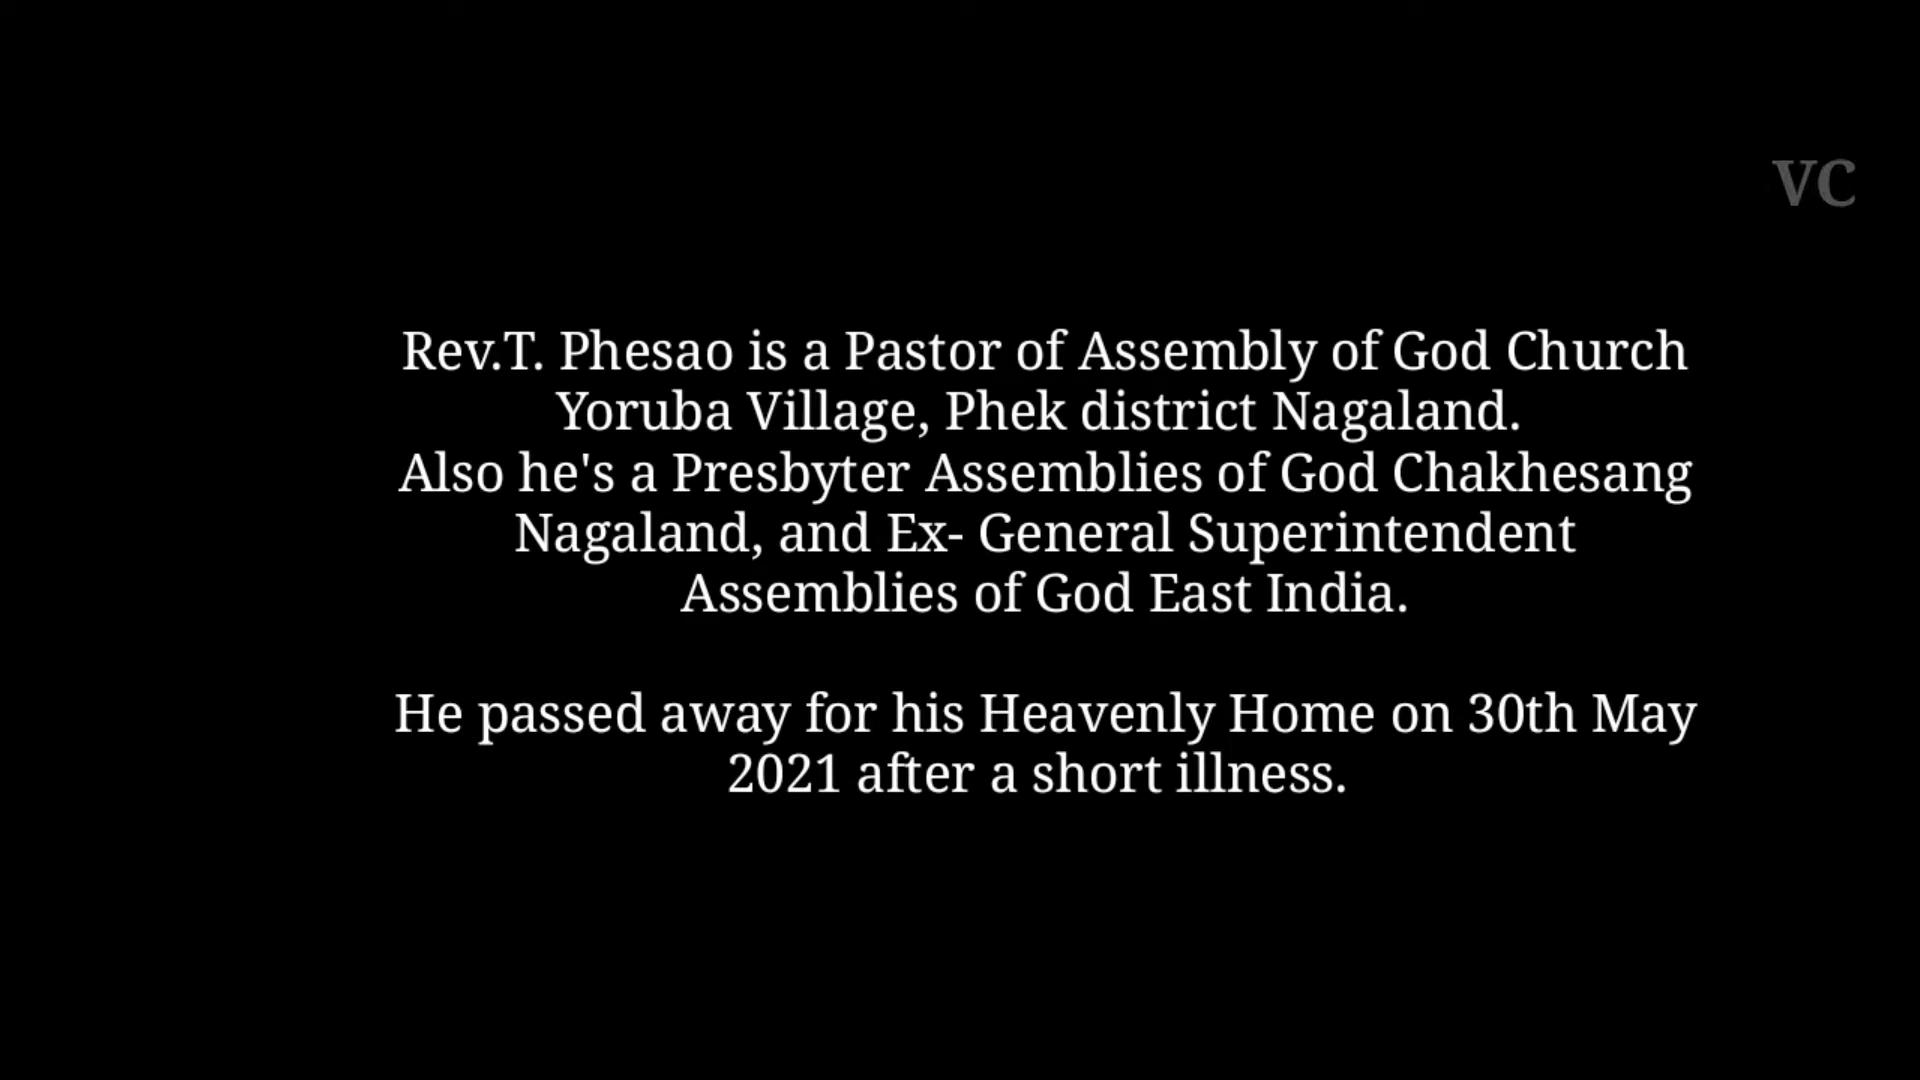 VC
Rev.T. Phesao is a Pastor of Assembly of God Church
Yoruba Village, Phek district Nagaland.
Also he's a Presbyter Assemblies of God Chakhesang
Nagaland, and Ex- General Superintendent
Assemblies of God East India.
He passed away for his Heavenly Home on 30th May
2021 after a short illness.